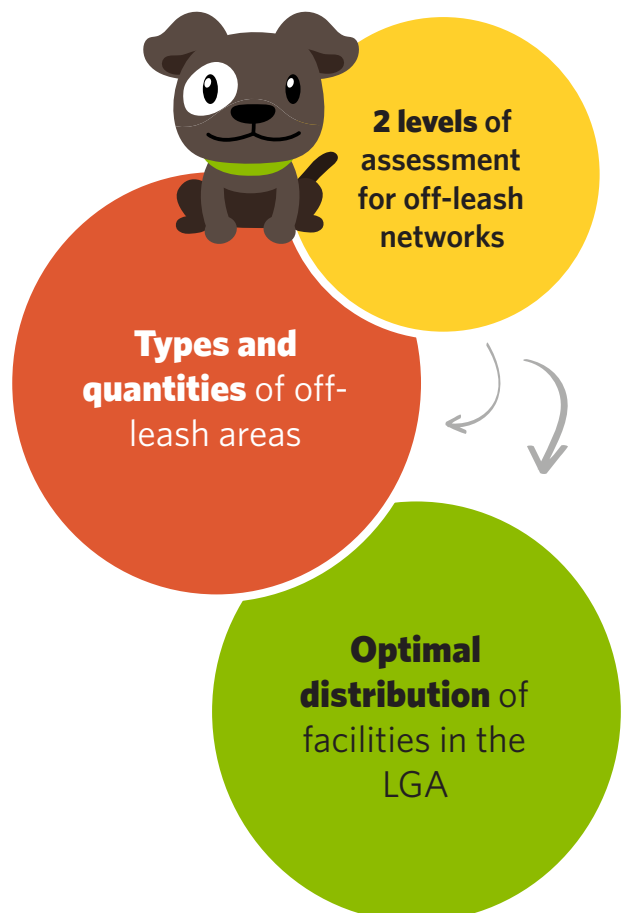 2 levels of
assessment
for off-leash
networks
Types and
quantities of off-
leash areas
Optimal
distribution of
facilities in the
LGA